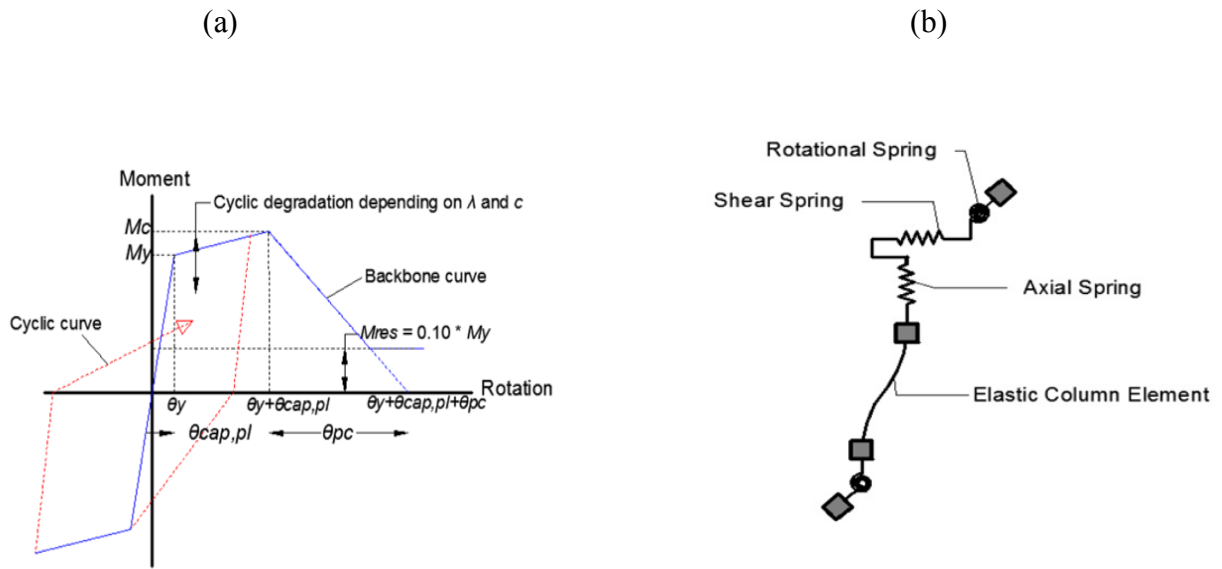 (a)
(b)
Moment
Cyclic degradation depending on λ and c
Mc
My
Backbone curve
Cyclic curve
Mres = 0.10 * My
Rotation
θy
θy+θcap,pl
θy+θcap,pl+θpc
θcap,pl
θpc
Rotational Spring
Shear Spring
Axial Spring
Elastic Column Element